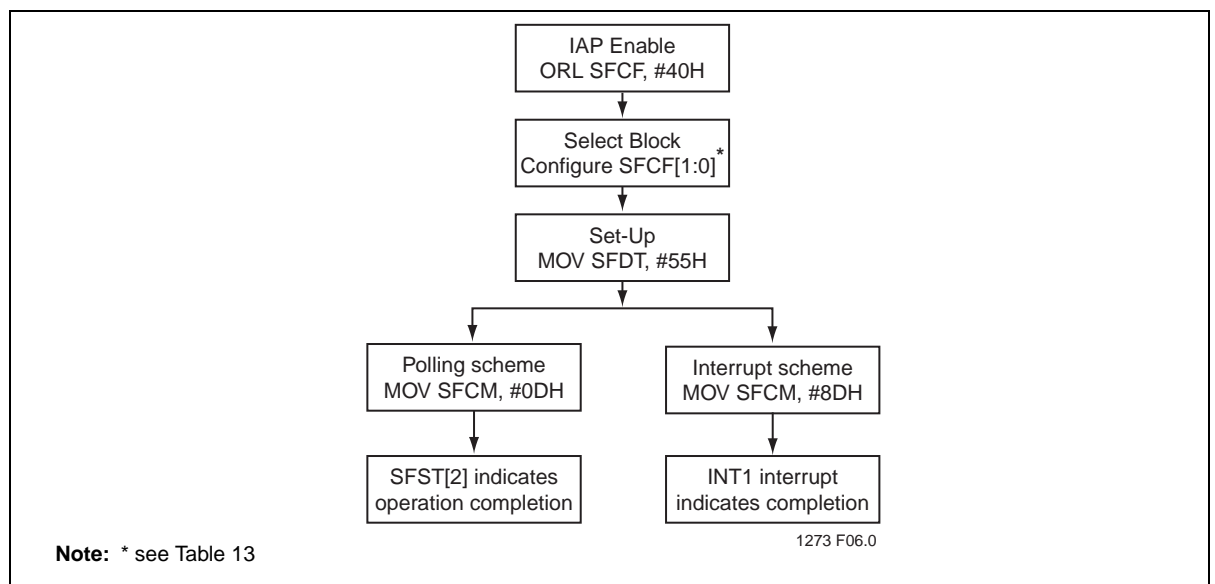 IAP Enable
ORL SFCF, #40H
Select Block
Configure SFCF[1:0]*
Set-Up
MOV SFDT, #55H
Polling scheme
MOV SFCM, #0DH
Interrupt scheme
MOV SFCM, #8DH
SFST[2] indicates
operation completion
INT1 interrupt
indicates completion
1273 F06.0
Note: * see Table 13